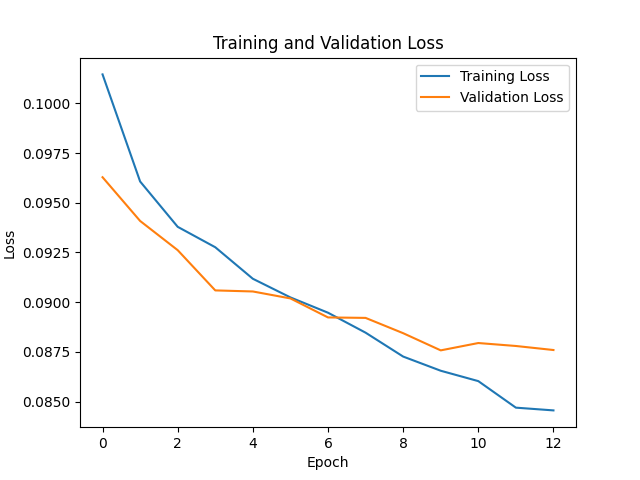 Training and Validation Loss
Training Loss
Validation Loss
0.1000
0.0975
0.0950
0.0925
0.0900
0.0875
0.0850
Loss
0 2 4 6 8 10 12
Epoch